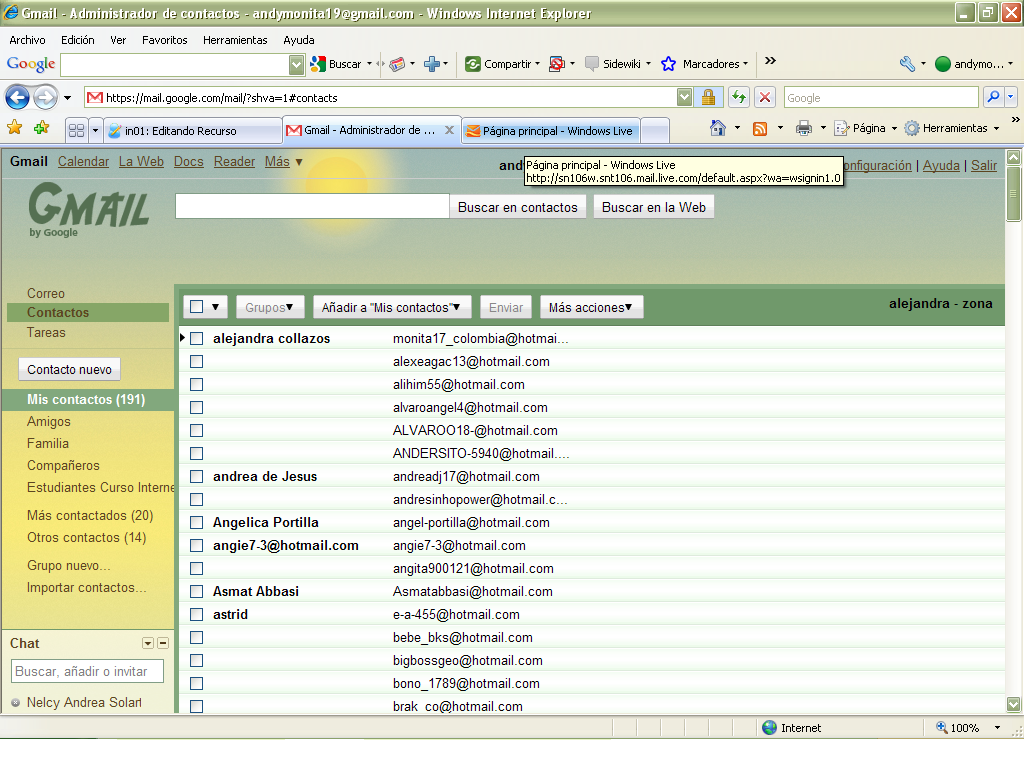 Gmail - Administrador de contactos - andymonita19@gmail.com - Windows Internet Explorer
Archivo Edición Ver Favoritos Herramientas Ayuda
Google Buscar Compartir Sidewiki Marcadores » andymo...
https://mail.google.com/mail/?shva=1#contacts Google
in01: Editando Recurso Gmail - Administrador de ... Página principal - Windows Live Página Herramientas »
Gmail Calendar La Web Docs Reader Más ▼ and onfiguración | Ayuda | Salir
Página principal - Windows Live
http://sn106w.snt106.mail.live.com/default.aspx?wa=wsignin1.0
GMAIL
by Google
Buscar en contactos Buscar en la Web
Correo
Contactos
Tareas
Contacto nuevo
Mis contactos (191)
Amigos
Familia
Compañeros
Estudiantes Curso Interne
Más contactados (20)
Otros contactos (14)
Grupo nuevo...
Importar contactos...
Chat
Buscar, añadir o invitar
Nelcy Andrea Solart
Grupos▼ Añadir a "Mis contactos"▼ Enviar Más acciones▼ alejandra - zona
alejandra collazos monita17_colombia@hotmai...
alexeagac13@hotmail.com
alihim55@hotmail.com
alvaroangel4@hotmail.com
ALVAROO18-@hotmail.com
ANDERSITO-5940@hotmail....
andrea de Jesus andreadj17@hotmail.com
andresinhopower@hotmail.c...
Angelica Portilla angel-portilla@hotmail.com
angie7-3@hotmail.com angie7-3@hotmail.com
angita900121@hotmail.com
Asmat Abbasi Asmatabbasi@hotmail.com
astrid e-a-455@hotmail.com
bebe_bks@hotmail.com
bigbossgeo@hotmail.com
bono_1789@hotmail.com
brak_co@hotmail.com
Internet 100%